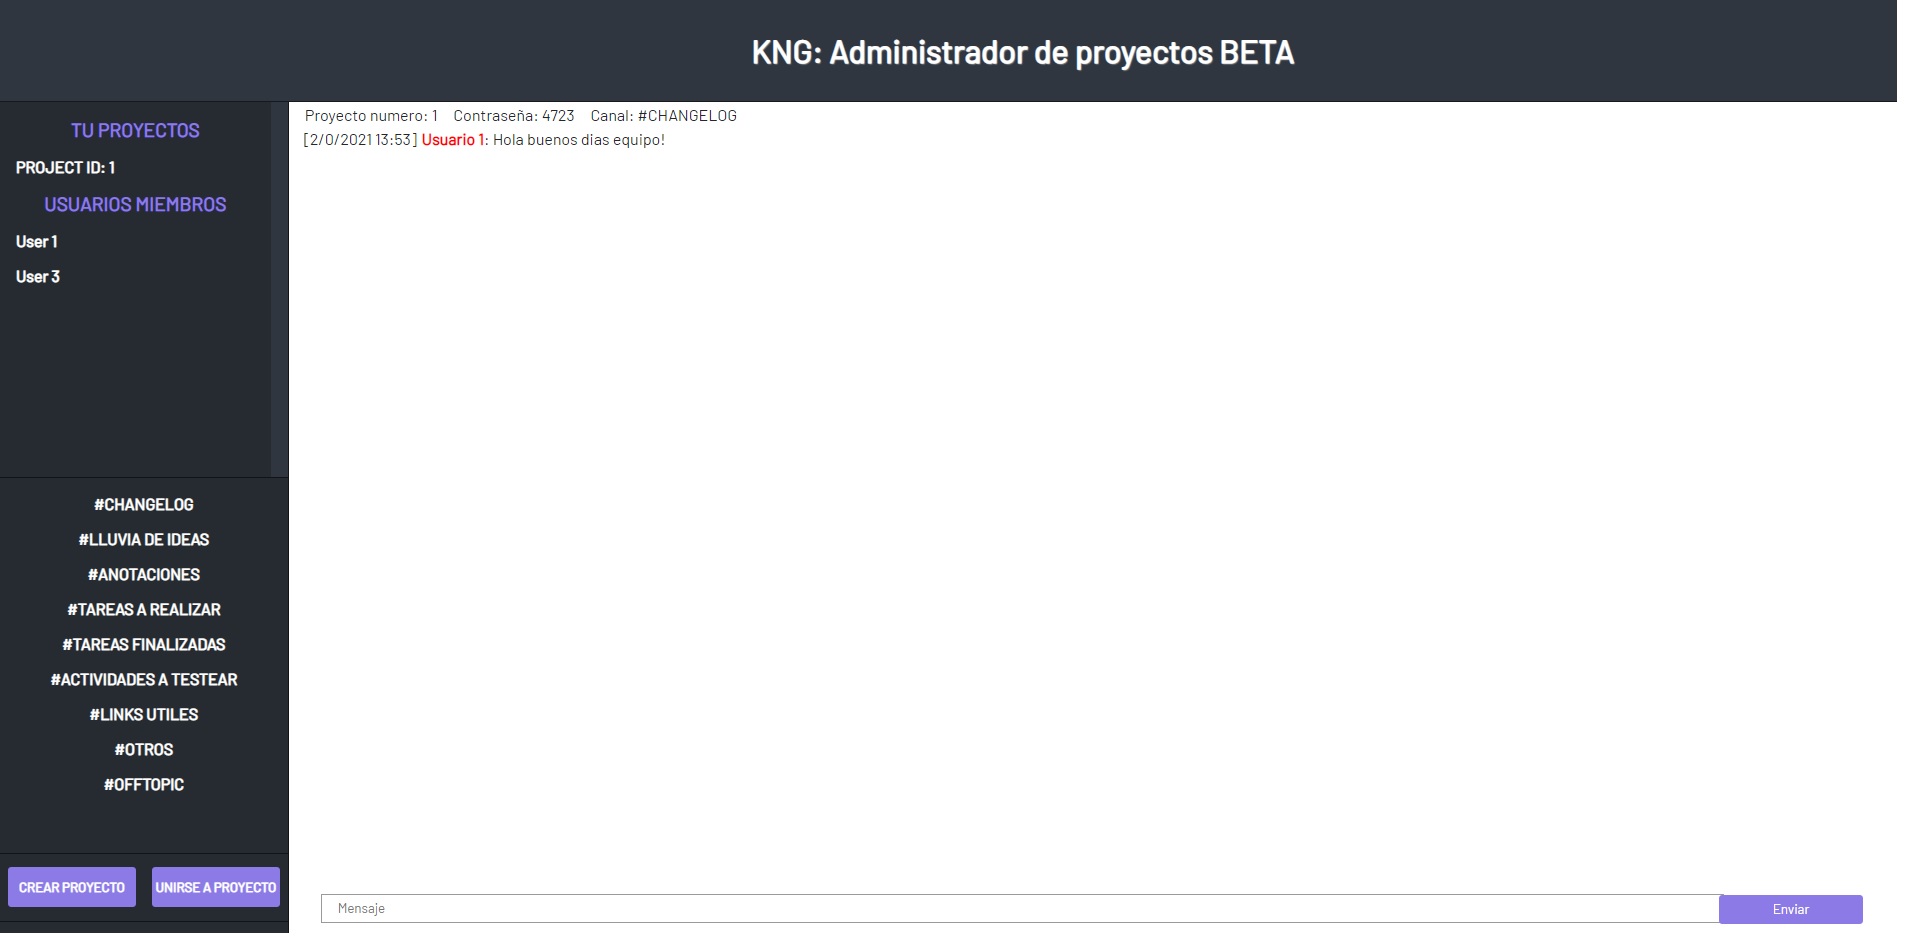 KNG: Administrador de proyectos BETA
TU PROYECTOS
PROJECT ID: 1
USUARIOS MIEMBROS
User 1
User 3
#CHANGELOG
#LLUVIA DE IDEAS
#ANOTACIONES
#TAREAS A REALIZAR
#TAREAS FINALIZADAS
#ACTIVIDADES A TESTEAR
#LINKS UTILES
#OTROS
#OFFTOPIC
CREAR PROYECTO
UNIRSE A PROYECTO
Proyecto numero: 1 Contraseña: 4723 Canal: #CHANGELOG
[2/0/2021 13:53] Usuario 1: Hola buenos dias equipo!
Mensaje
Enviar